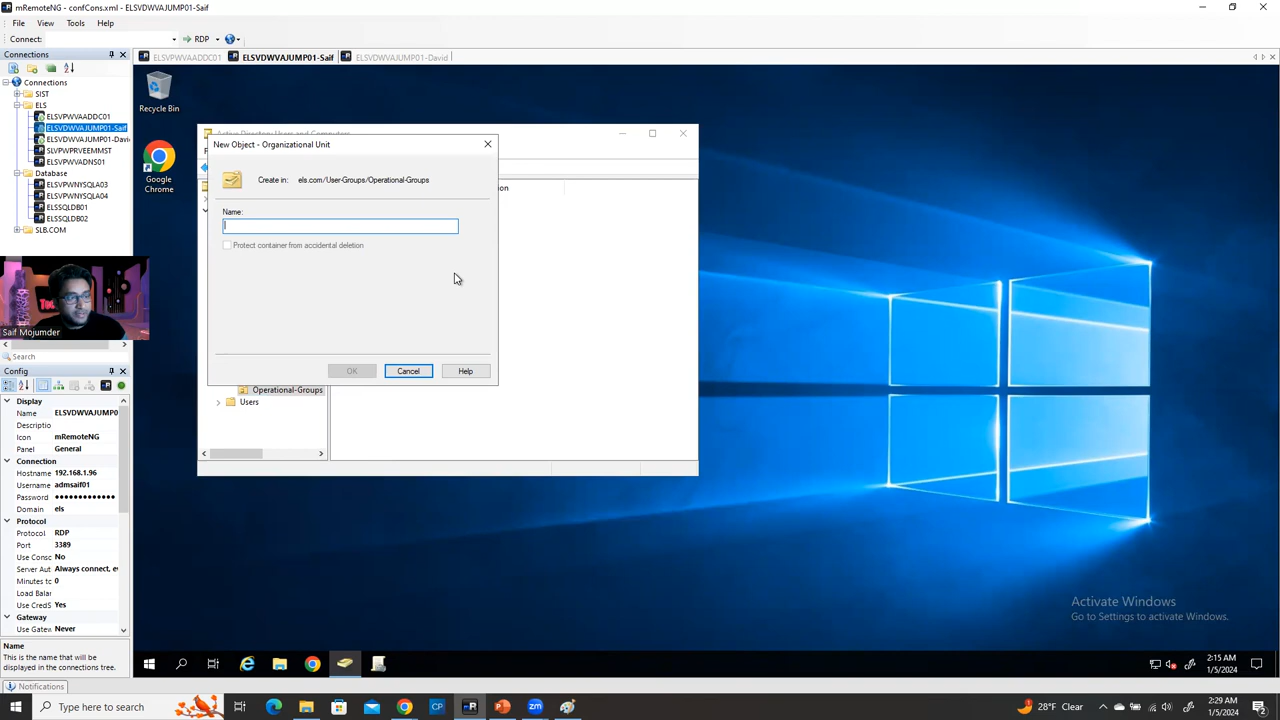 mRemoteNG - confCons.xml - ELSVDWVAJUMP01-Saif
File View Tools Help
Connect: RDP
Connections
ELSVPWVAADDC01 ELSVDWVAJUMP01-Saif ELSVDWVAJUMP01-David
Connections
SIST
ELS
ELSVPWVAADDC01
ELSVDWVAJUMP01-Saif
ELSVDWVAJUMP01-Davi
SLVPWPRVEEMMST
ELSVPWVADNS01
Database
ELSVPWNYSQLA03
ELSVPWNYSQLA04
ELSSQLDB01
ELSSQLDB02
SLB.COM
Saif Mojumder
Search
Config
Display
Name ELSVDWVAJUMP0
Descriptio
Icon mRemoteNG
Panel General
Connection
Hostname 192.168.1.96
Username admsaif01
Password ●●●●●●●●●●●●●
Domain els
Protocol
Protocol RDP
Port 3389
Use Consc No
Server Aut Always connect, e
Minutes to 0
Load Balar
Use CredS Yes
Gateway
Use Gatew Never
Name
This is the name that will be
displayed in the connections tree.
Notifications
Recycle Bin
Google
Chrome
Active Directory Users and Computers
New Object - Organizational Unit
Create in: els.com/User-Groups/Operational-Groups
Name:
Protect container from accidental deletion
OK Cancel Help
Operational-Groups
Users
Activate Windows
Go to Settings to activate Windows.
2:15 AM
1/5/2024
Type here to search
28°F Clear
2:29 AM
1/5/2024